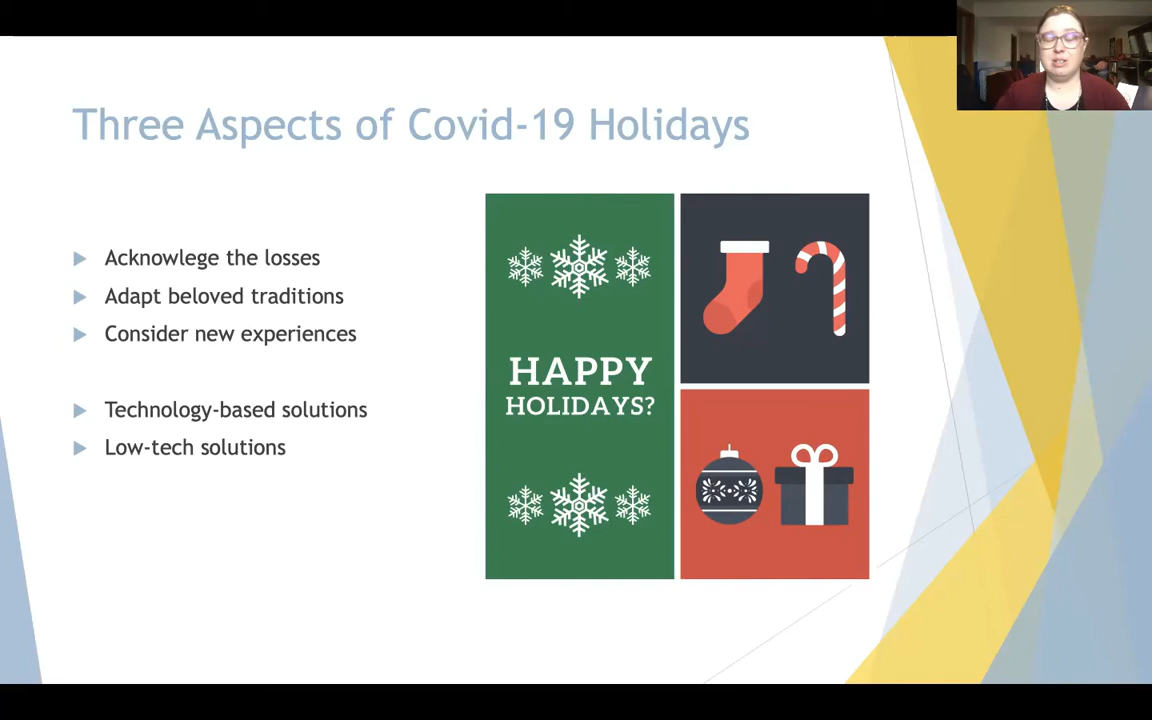 Three Aspects of Covid-19 Holidays
Acknowlege the losses
Adapt beloved traditions
Consider new experiences
Technology-based solutions
Low-tech solutions
HAPPY
HOLIDAYS?